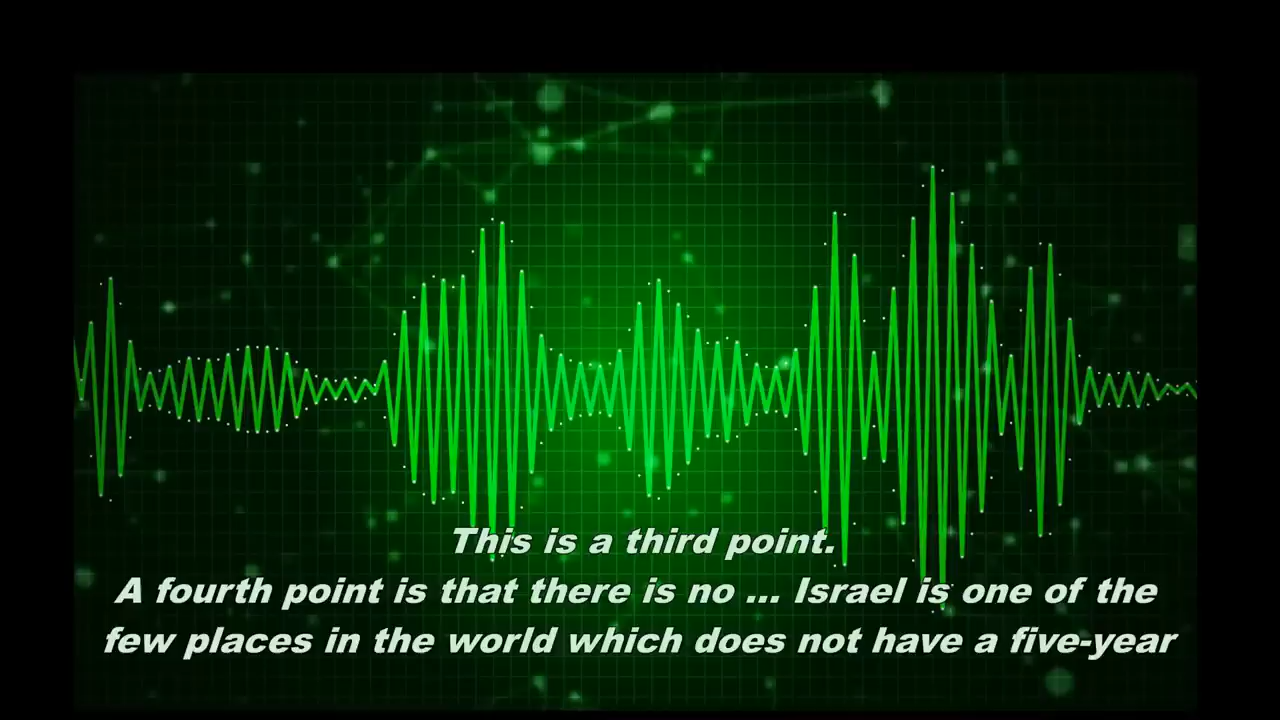 This is a third point.
A fourth point is that there is no ... Israel is one of the
few places in the world which does not have a five-year